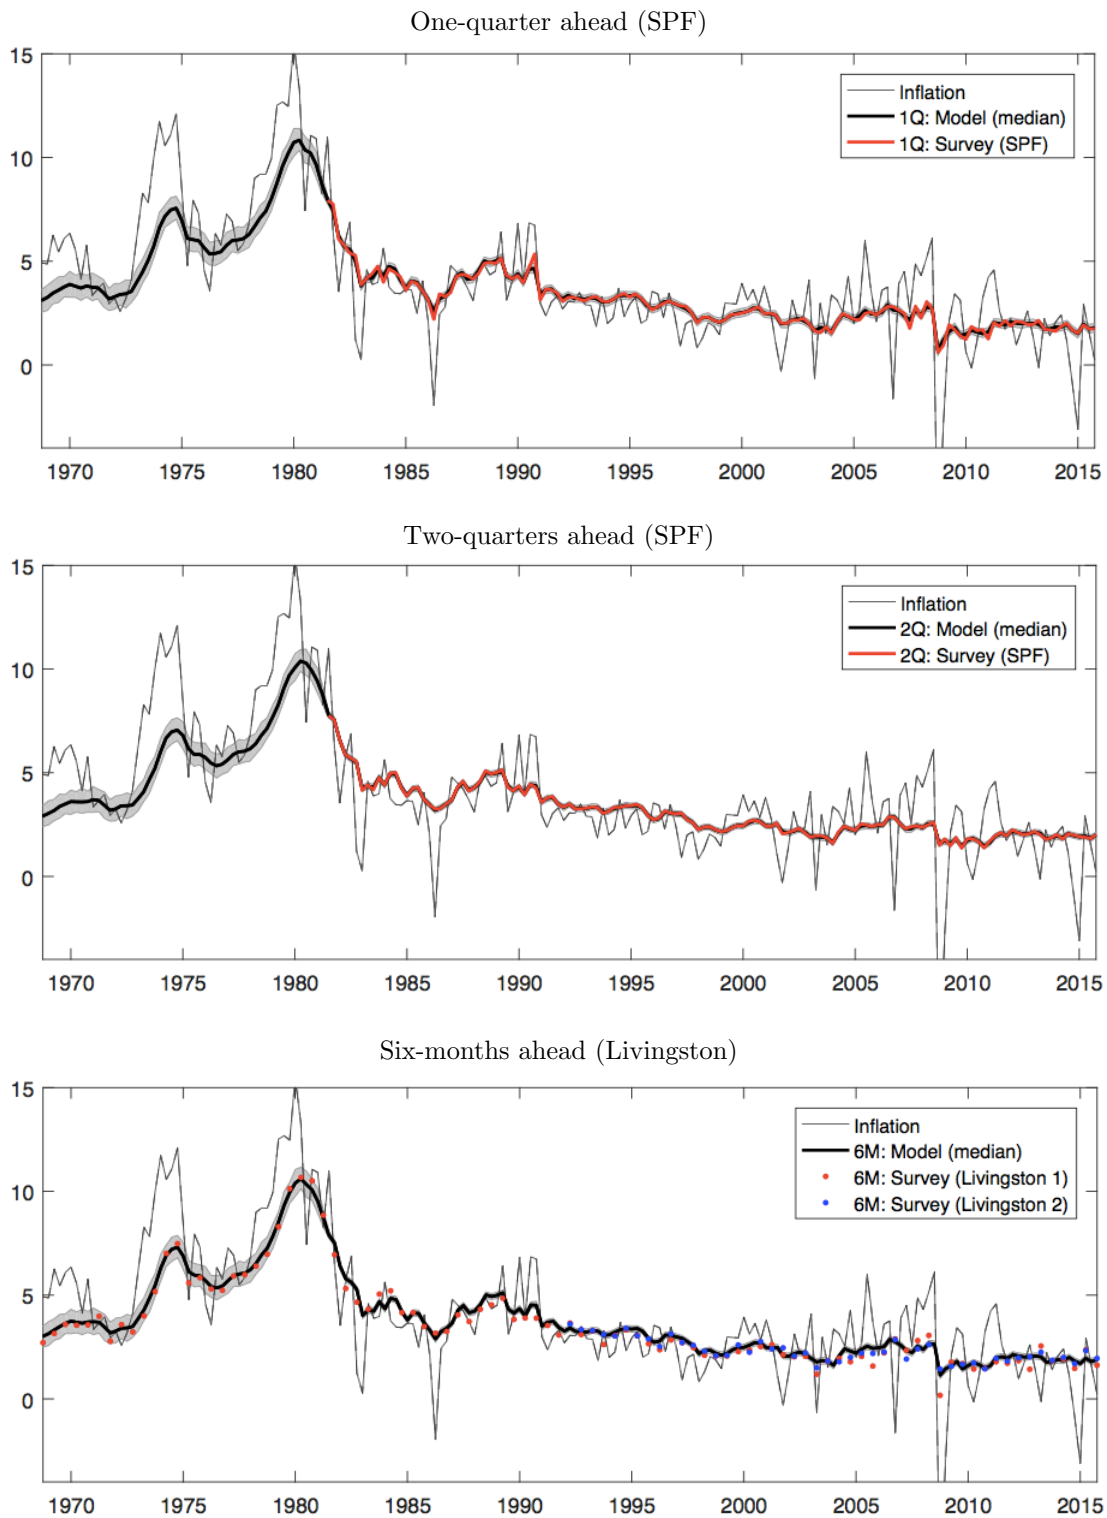 One-quarter ahead (SPF)
15
10
5
0
Inflation
1Q: Model (median)
1Q: Survey (SPF)
1970 1975 1980 1985 1990 1995 2000 2005 2010 2015
Two-quarters ahead (SPF)
15
10
5
0
Inflation
2Q: Model (median)
2Q: Survey (SPF)
1970 1975 1980 1985 1990 1995 2000 2005 2010 2015
Six-months ahead (Livingston)
15
10
5
0
Inflation
6M: Model (median)
6M: Survey (Livingston 1)
6M: Survey (Livingston 2)
1970 1975 1980 1985 1990 1995 2000 2005 2010 2015